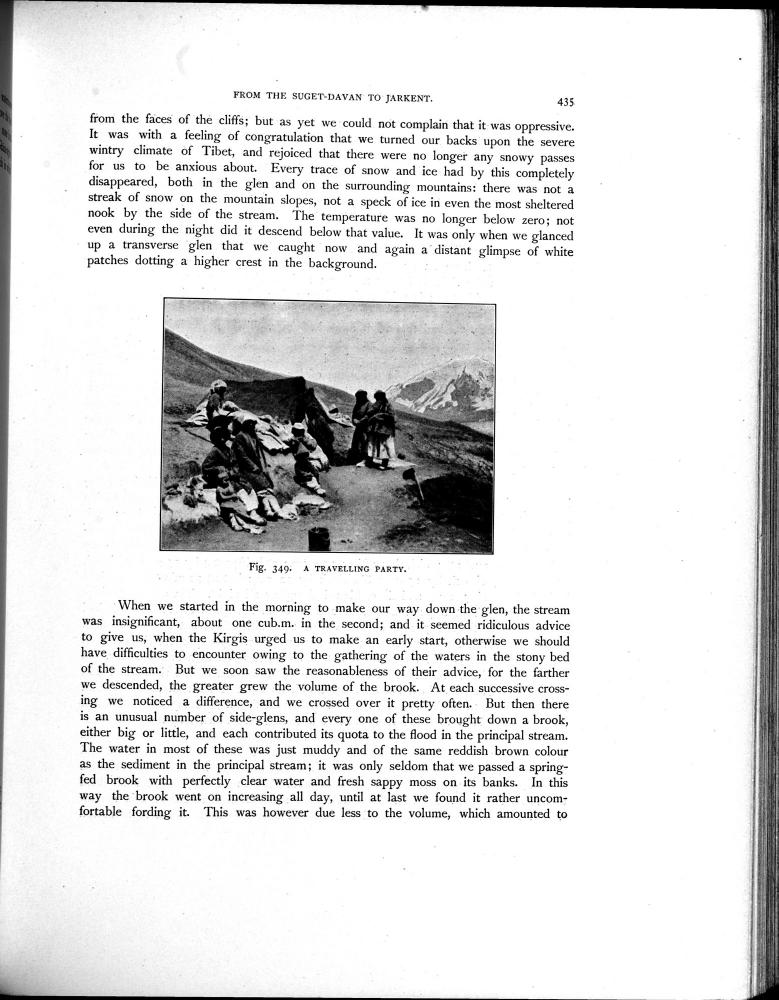 FROM THE SUGET-DAVAN TO JARKENT.
435
from the faces of the cliffs; but as yet we could not complain that it was oppressive.
It was with a feeling of congratulation that we turned our backs upon the severe
wintry climate of Tibet, and rejoiced that there were no longer any snowy passes
for us to be anxious about. Every trace of snow and ice had by this completely
disappeared, both in the glen and on the surrounding mountains: there was not a
streak of snow on the mountain slopes, not a speck of ice in even the most sheltered
nook by the side of the stream. The temperature was no longer below zero; not
even during the night did it descend below that value. It was only when we glanced
up a transverse glen that we caught now and again a distant glimpse of white
patches dotting a higher crest in the background.
Fig. 349. A TRAVELLING PARTY.
When we started in the morning to make our way down the glen, the stream
was insignificant, about one cub.m. in the second; and it seemed ridiculous advice
to give us, when the Kirgis urged us to make an early start, otherwise we should
have difficulties to encounter owing to the gathering of the waters in the stony bed
of the stream. But we soon saw the reasonableness of their advice, for the farther
we descended, the greater grew the volume of the brook. At each successive cross-
ing we noticed a difference, and we crossed over it pretty often. But then there
is an unusual number of side-glens, and every one of these brought down a brook,
either big or little, and each contributed its quota to the flood in the principal stream.
The water in most of these was just muddy and of the same reddish brown colour
as the sediment in the principal stream; it was only seldom that we passed a spring-
fed brook with perfectly clear water and fresh sappy moss on its banks. In this
way the brook went on increasing all day, until at last we found it rather uncom-
fortable fording it. This was however due less to the volume, which amounted to